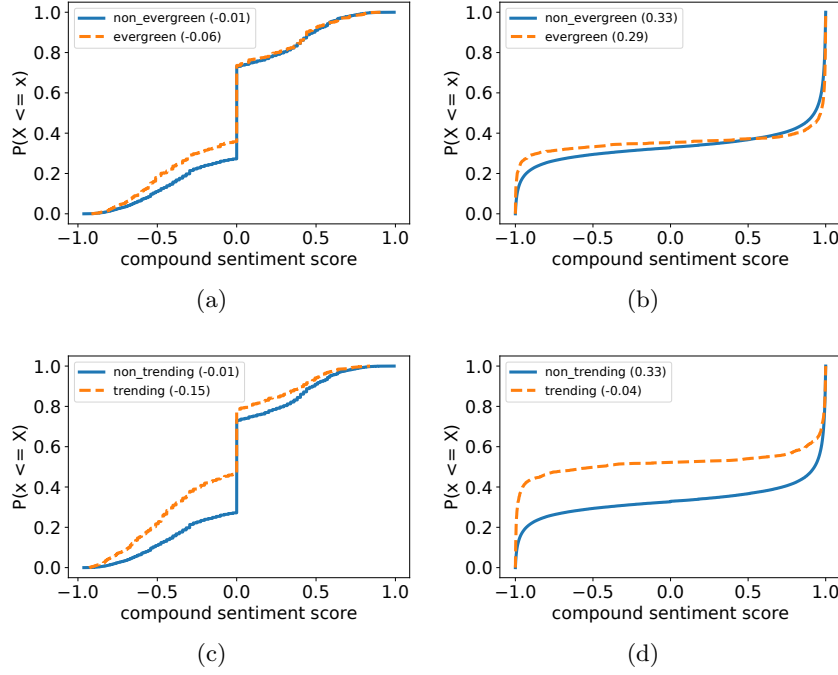 non_evergreen (-0.01)
evergreen (-0.06)
P(X <= x)
1.0
0.8
0.6
0.4
0.2
0.0
−1.0 −0.5 0.0 0.5 1.0
compound sentiment score
(a)
non_evergreen (0.33)
evergreen (0.29)
P(X <= x)
1.0
0.8
0.6
0.4
0.2
0.0
−1.0 −0.5 0.0 0.5 1.0
compound sentiment score
(b)
non_trending (-0.01)
trending (-0.15)
P(x <= X)
1.0
0.8
0.6
0.4
0.2
0.0
−1.0 −0.5 0.0 0.5 1.0
compound sentiment score
(c)
non_trending (0.33)
trending (-0.04)
P(x <= X)
1.0
0.8
0.6
0.4
0.2
0.0
−1.0 −0.5 0.0 0.5 1.0
compound sentiment score
(d)